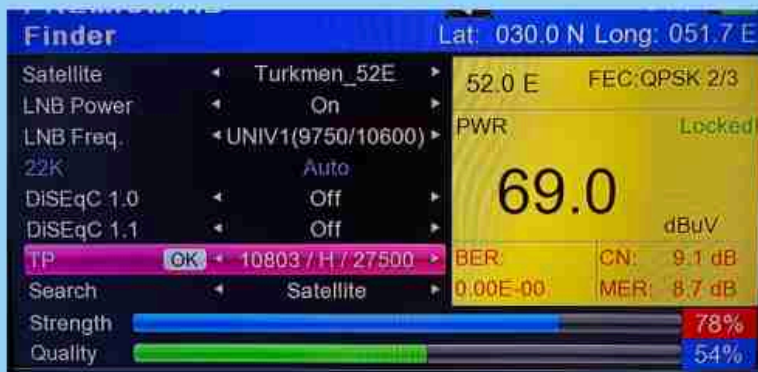 Finder
Lat: 030.0 N Long: 051.7 E
Satellite Turkmen_52E
LNB Power On
LNB Freq. UNIV1(9750/10600)
22K Auto
DiSEqC 1.0 Off
DiSEqC 1.1 Off
TP OK 10803 / H / 27500
Search Satellite
52.0 E FEC:QPSK 2/3
PWR Locked!
69.0
dBuV
BER: CN: 9.1 dB
0.00E-00 MER: 8.7 dB
Strength 78%
Quality 54%